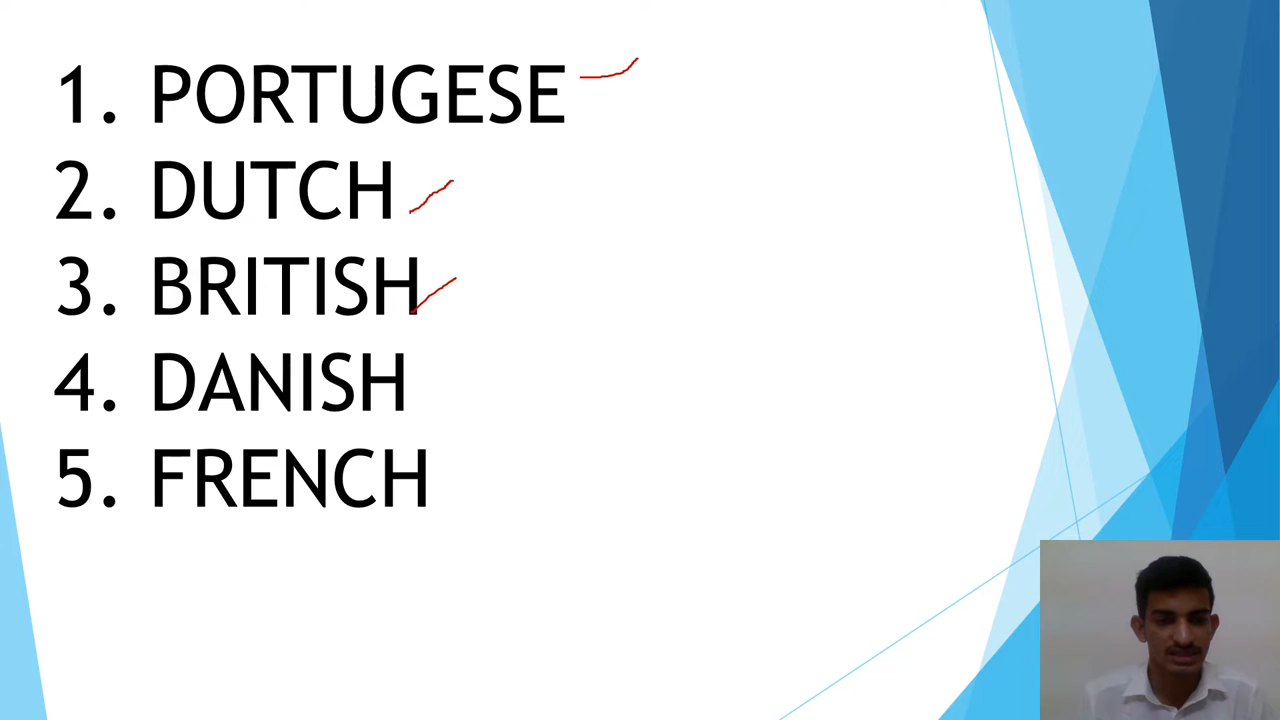 1. PORTUGESE
2. DUTCH
3. BRITISH
4. DANISH
5. FRENCH